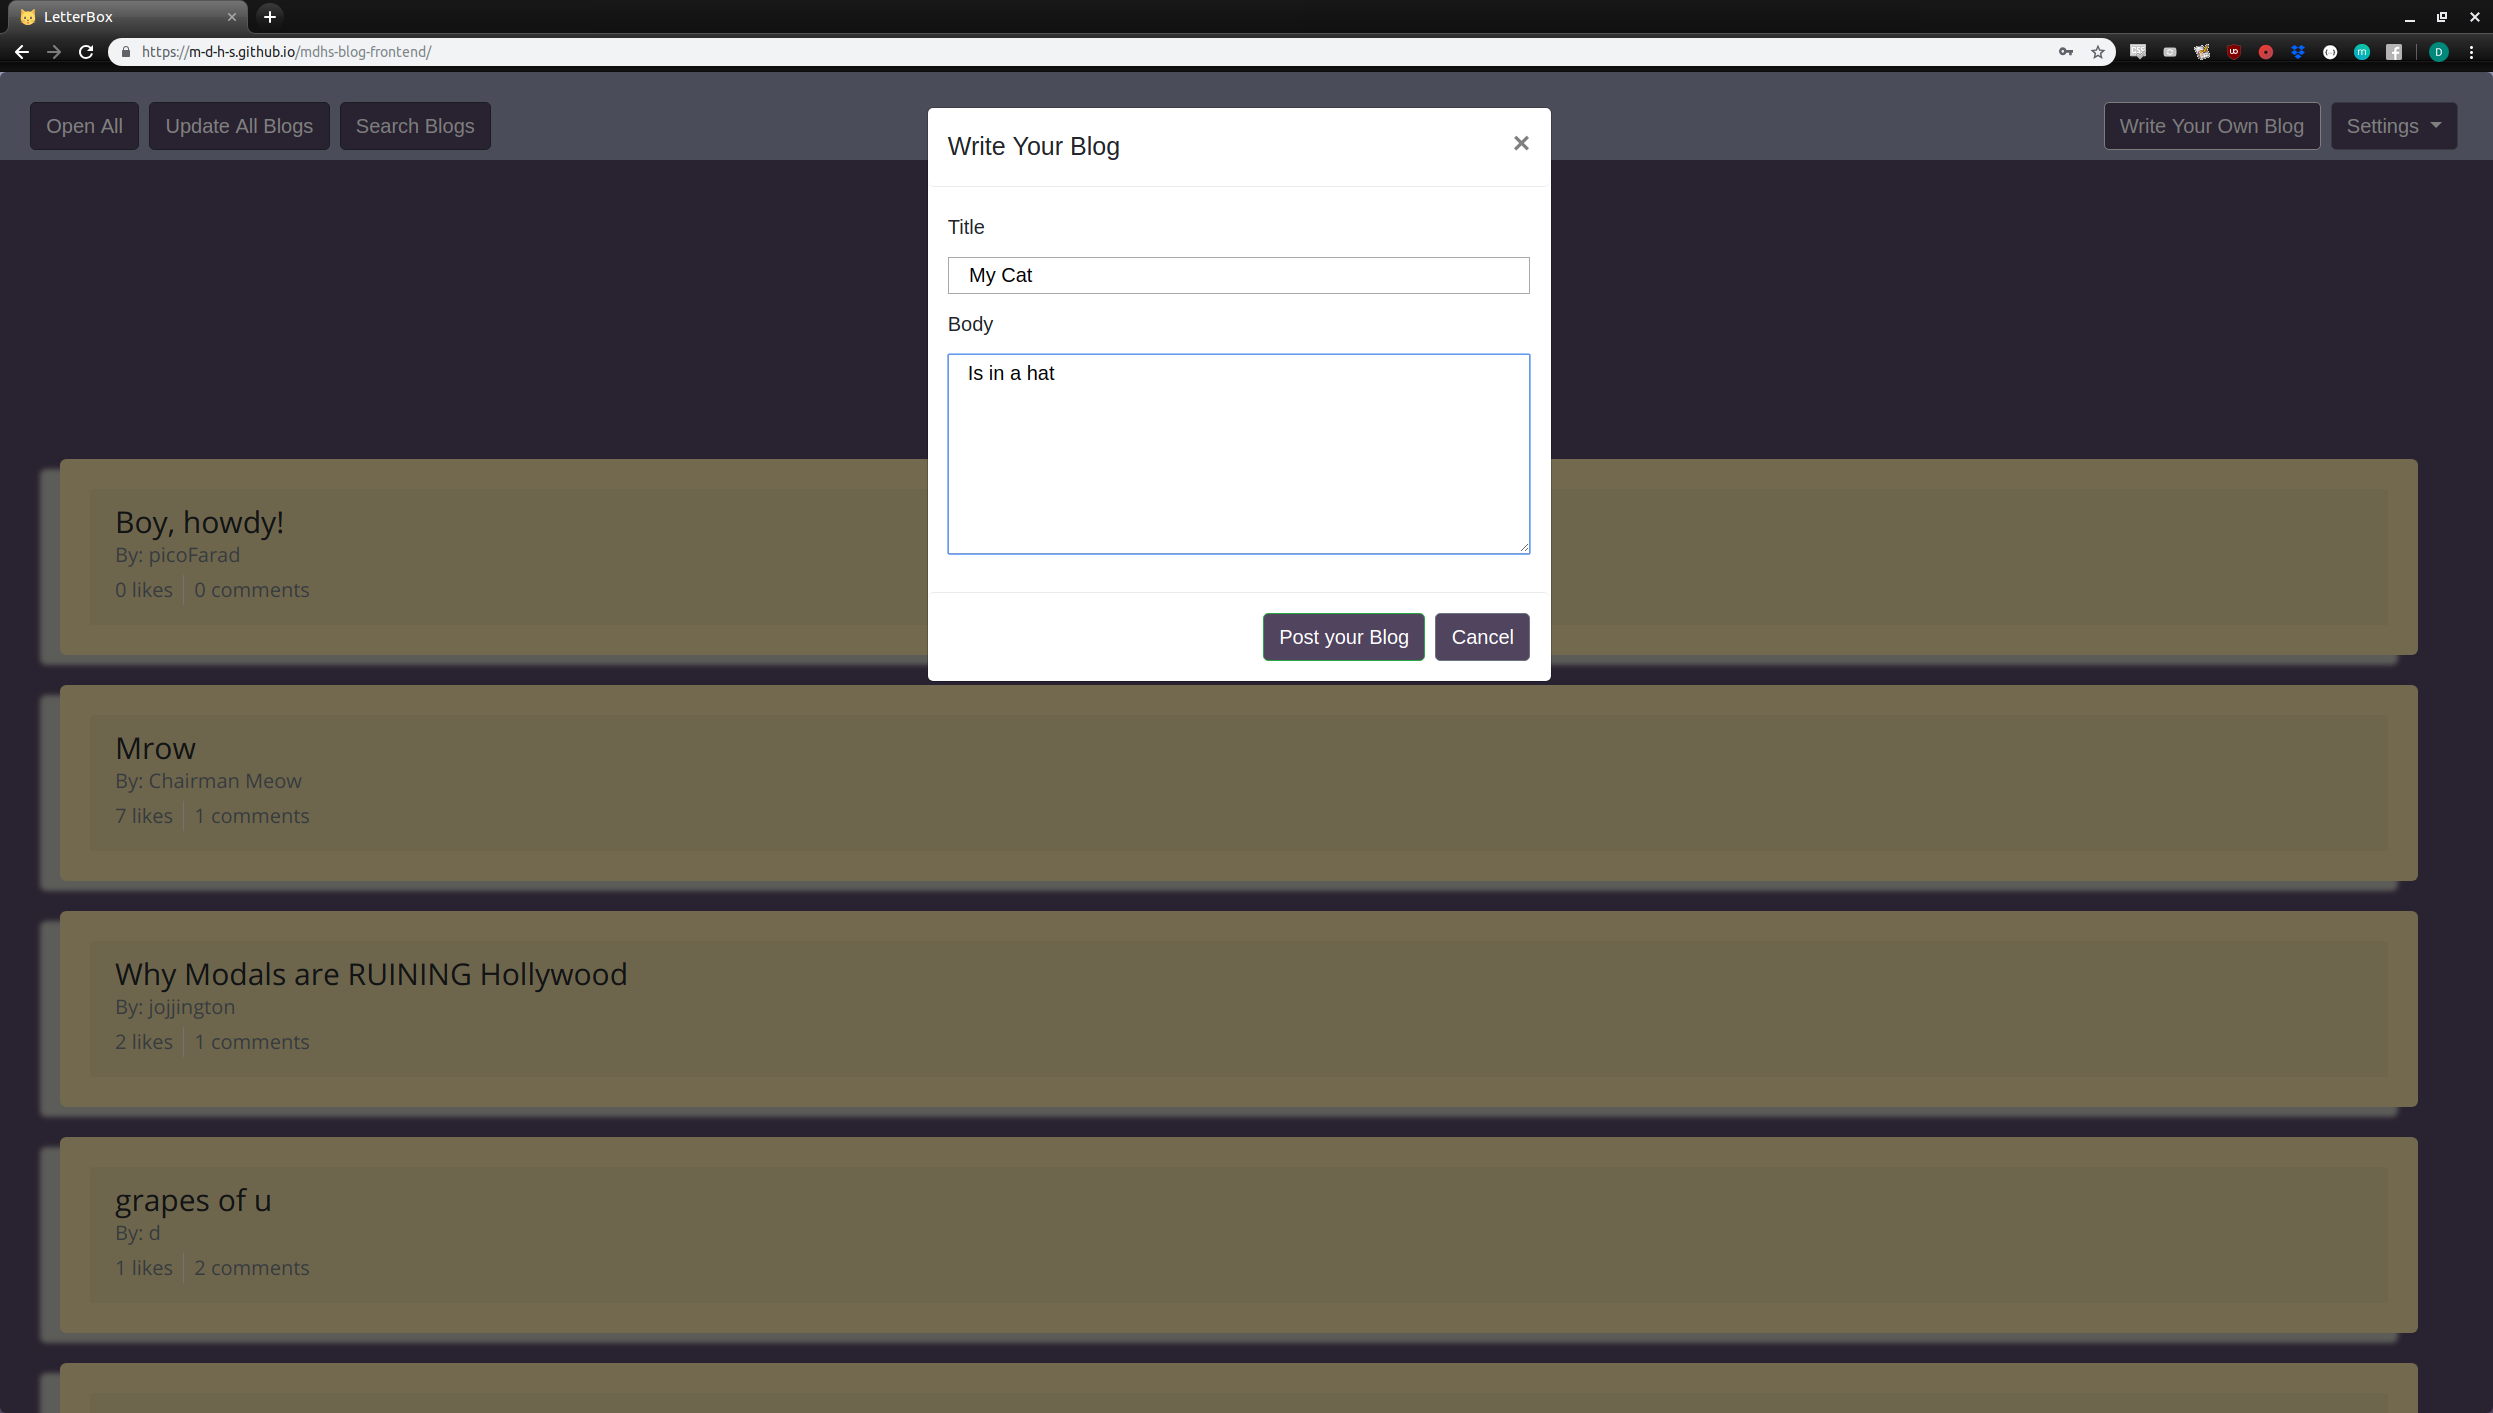 LetterBox
https://m-d-h-s.github.io/mdhs-blog-frontend/
D
Open All
Update All Blogs
Search Blogs
Write Your Own Blog
Settings
Write Your Blog
×
Title
My Cat
Body
Is in a hat
Post your Blog
Cancel
Boy, howdy!
By: picoFarad
0 likes
0 comments
Mrow
By: Chairman Meow
7 likes
1 comments
Why Modals are RUINING Hollywood
By: jojjington
2 likes
1 comments
grapes of u
By: d
1 likes
2 comments